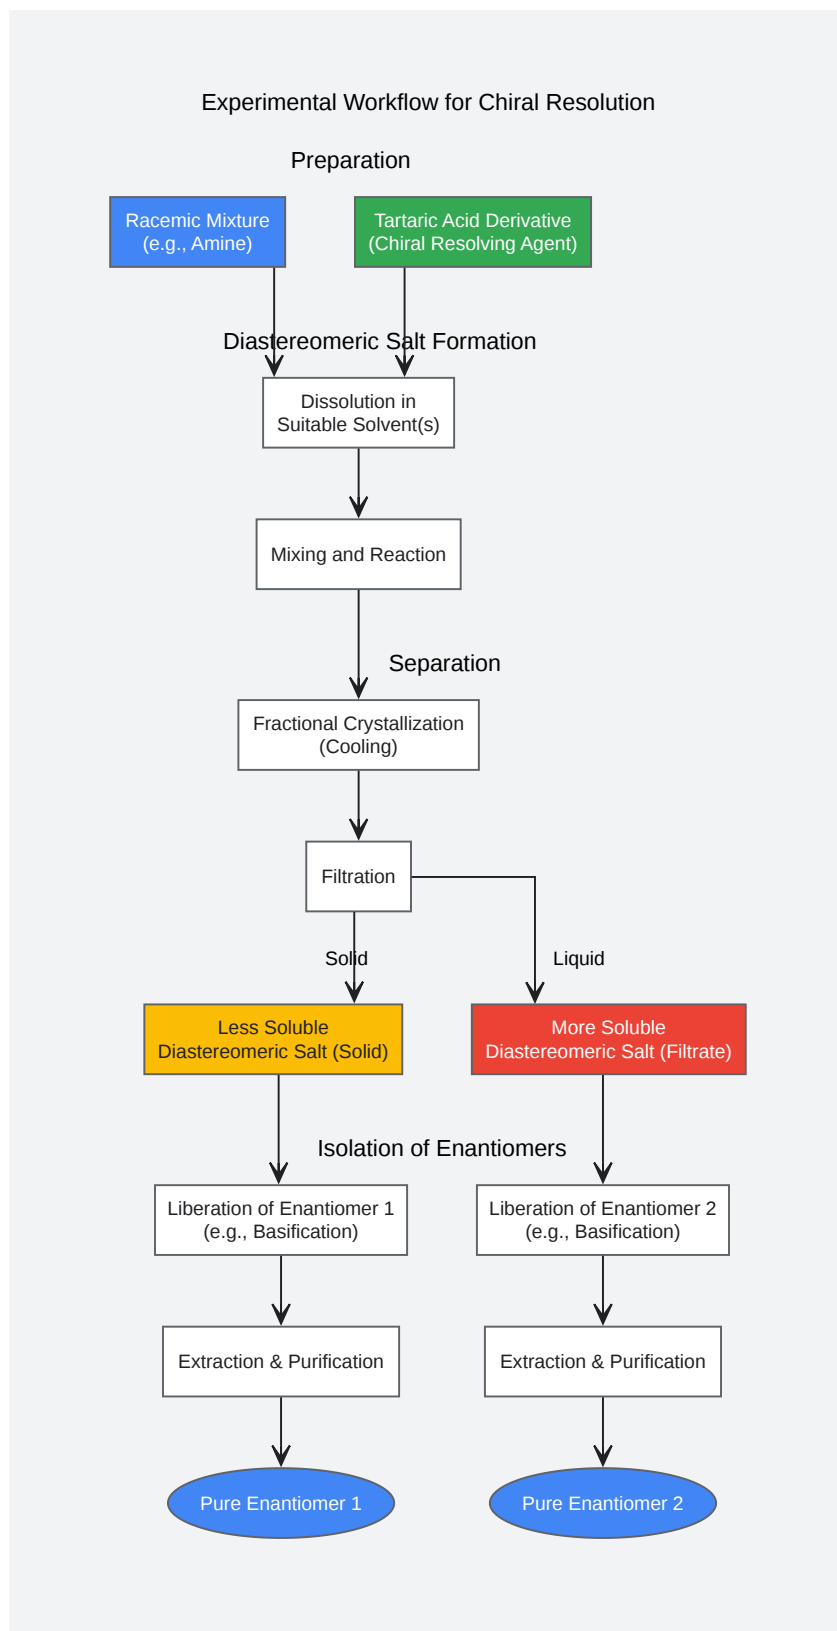 Experimental Workflow for Chiral Resolution
Preparation
Racemic Mixture
(e.g., Amine)
Tartaric Acid Derivative
(Chiral Resolving Agent)
Diastereomeric Salt Formation
Dissolution in
Suitable Solvent(s)
Mixing and Reaction
Separation
Fractional Crystallization
(Cooling)
Filtration
Solid
Liquid
Less Soluble
Diastereomeric Salt (Solid)
More Soluble
Diastereomeric Salt (Filtrate)
Isolation of Enantiomers
Liberation of Enantiomer 1
(e.g., Basification)
Liberation of Enantiomer 2
(e.g., Basification)
Extraction & Purification
Extraction & Purification
Pure Enantiomer 1
Pure Enantiomer 2